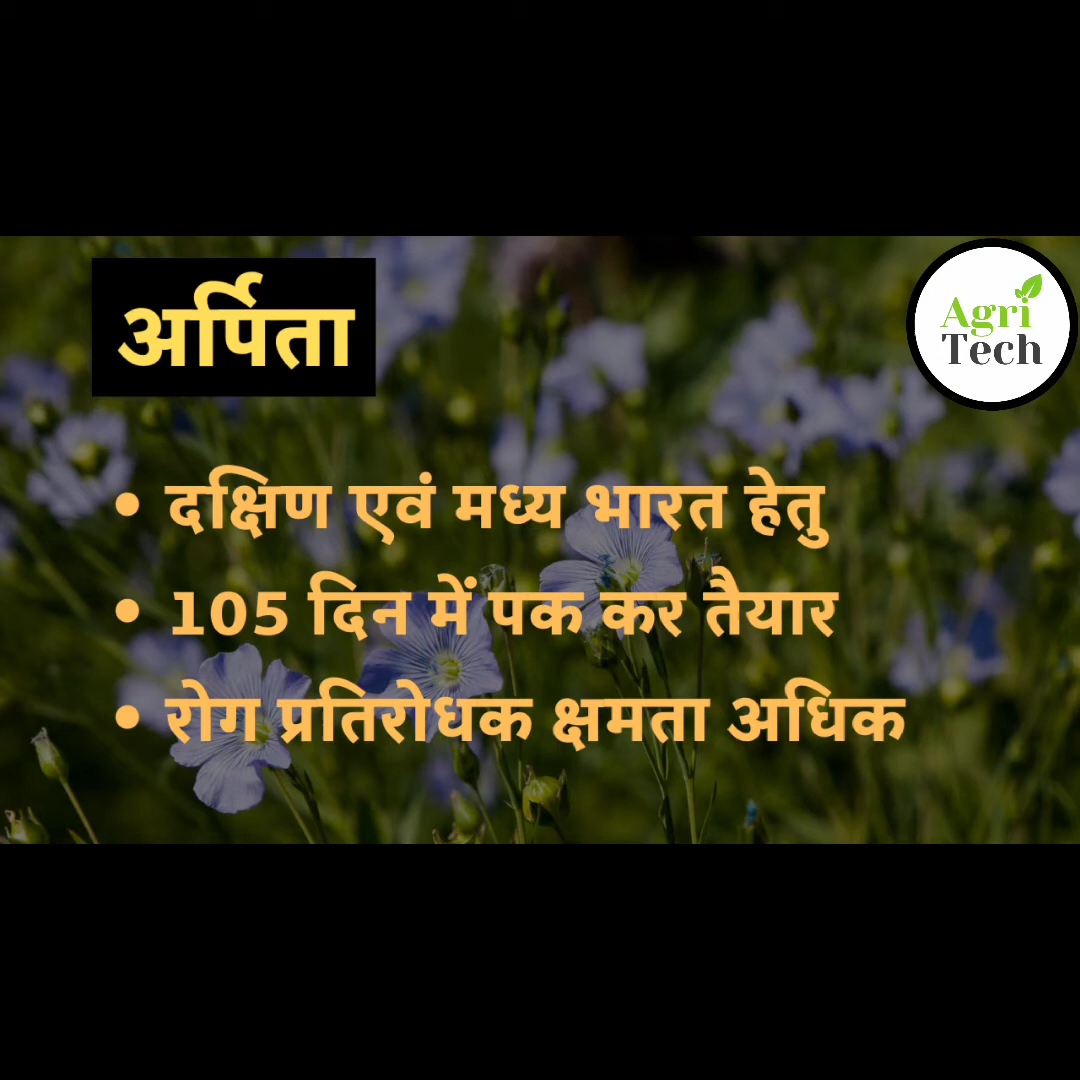 अर्पिता
Agri
Tech
• दक्षिण एवं मध्य भारत हेतु
• 105 दिन में पक कर तैयार
• रोग प्रतिरोधक क्षमता अधिक